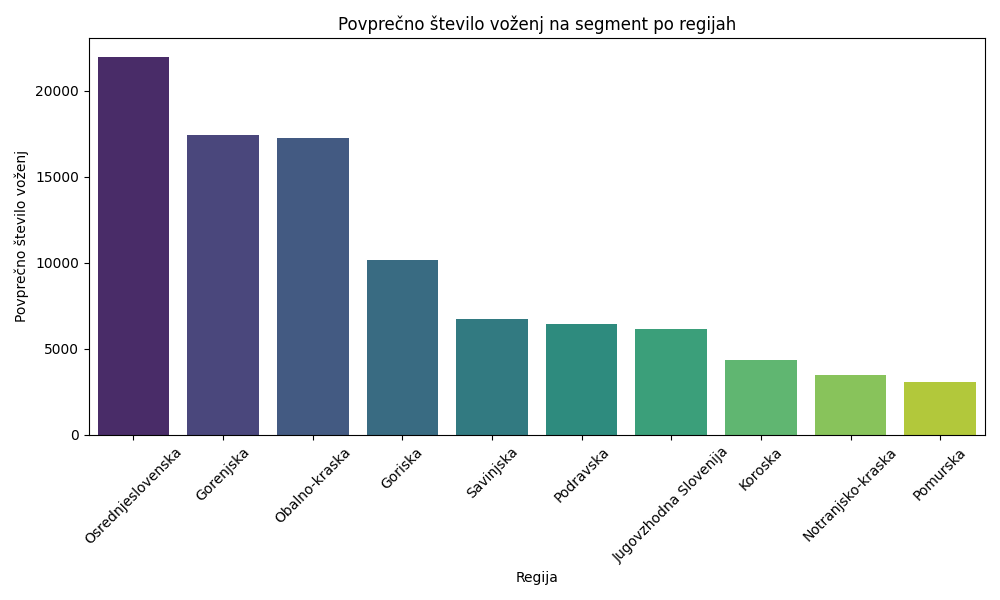 Povprečno število voženj na segment po regijah
Povprečno število voženj
20000
15000
10000
5000
0
Osrednjeslovenska
Gorenjska
Obalno-kraska
Goriska
Savinjska
Podravska
Jugovzhodna Slovenija
Koroska
Notranjsko-kraska
Pomurska
Regija